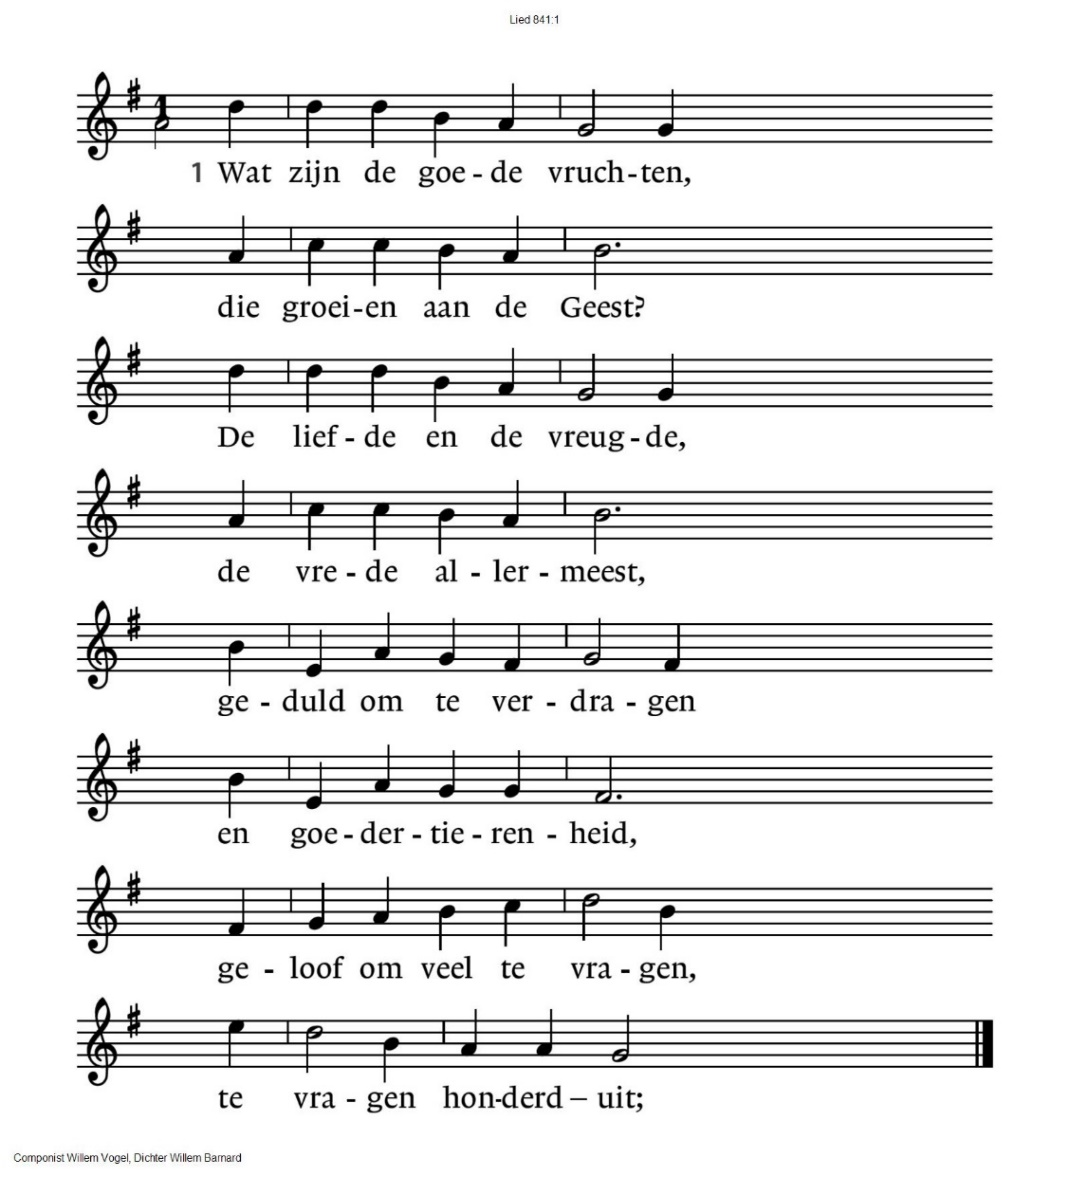 Lied 841:1
1 Wat zijn de goe - de vruch - ten,
die groei - en aan de Geest?
De lief - de en de vreug - de,
de vre - de al - ler - meest,
ge - duld om te ver - dra - gen
en goe - der - tie - ren - heid,
ge - loof om veel te vra - gen,
te vra - gen hon - derd – uit;
Componist Willem Vogel, Dichter Willem Barnard